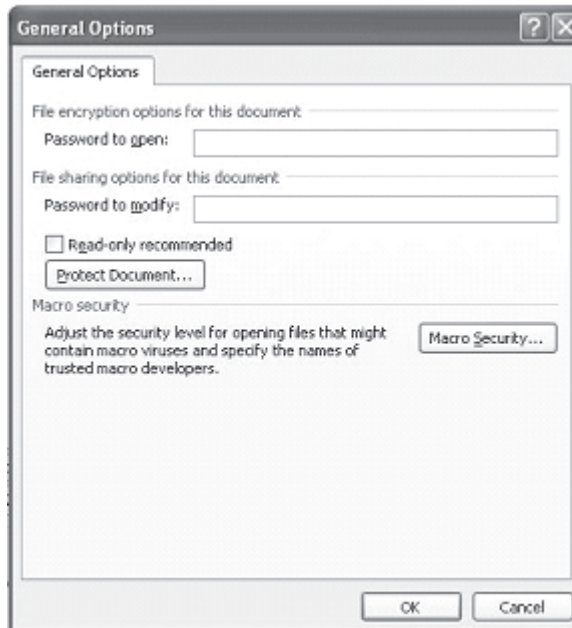 General Options
General Options
File encryption options for this document
Password to open:
File sharing options for this document
Password to modify:
Read-only recommended
Protect Document...
Macro security
Adjust the security level for opening files that might
contain macro viruses and specify the names of
trusted macro developers.
Macro Security...
OK
Cancel